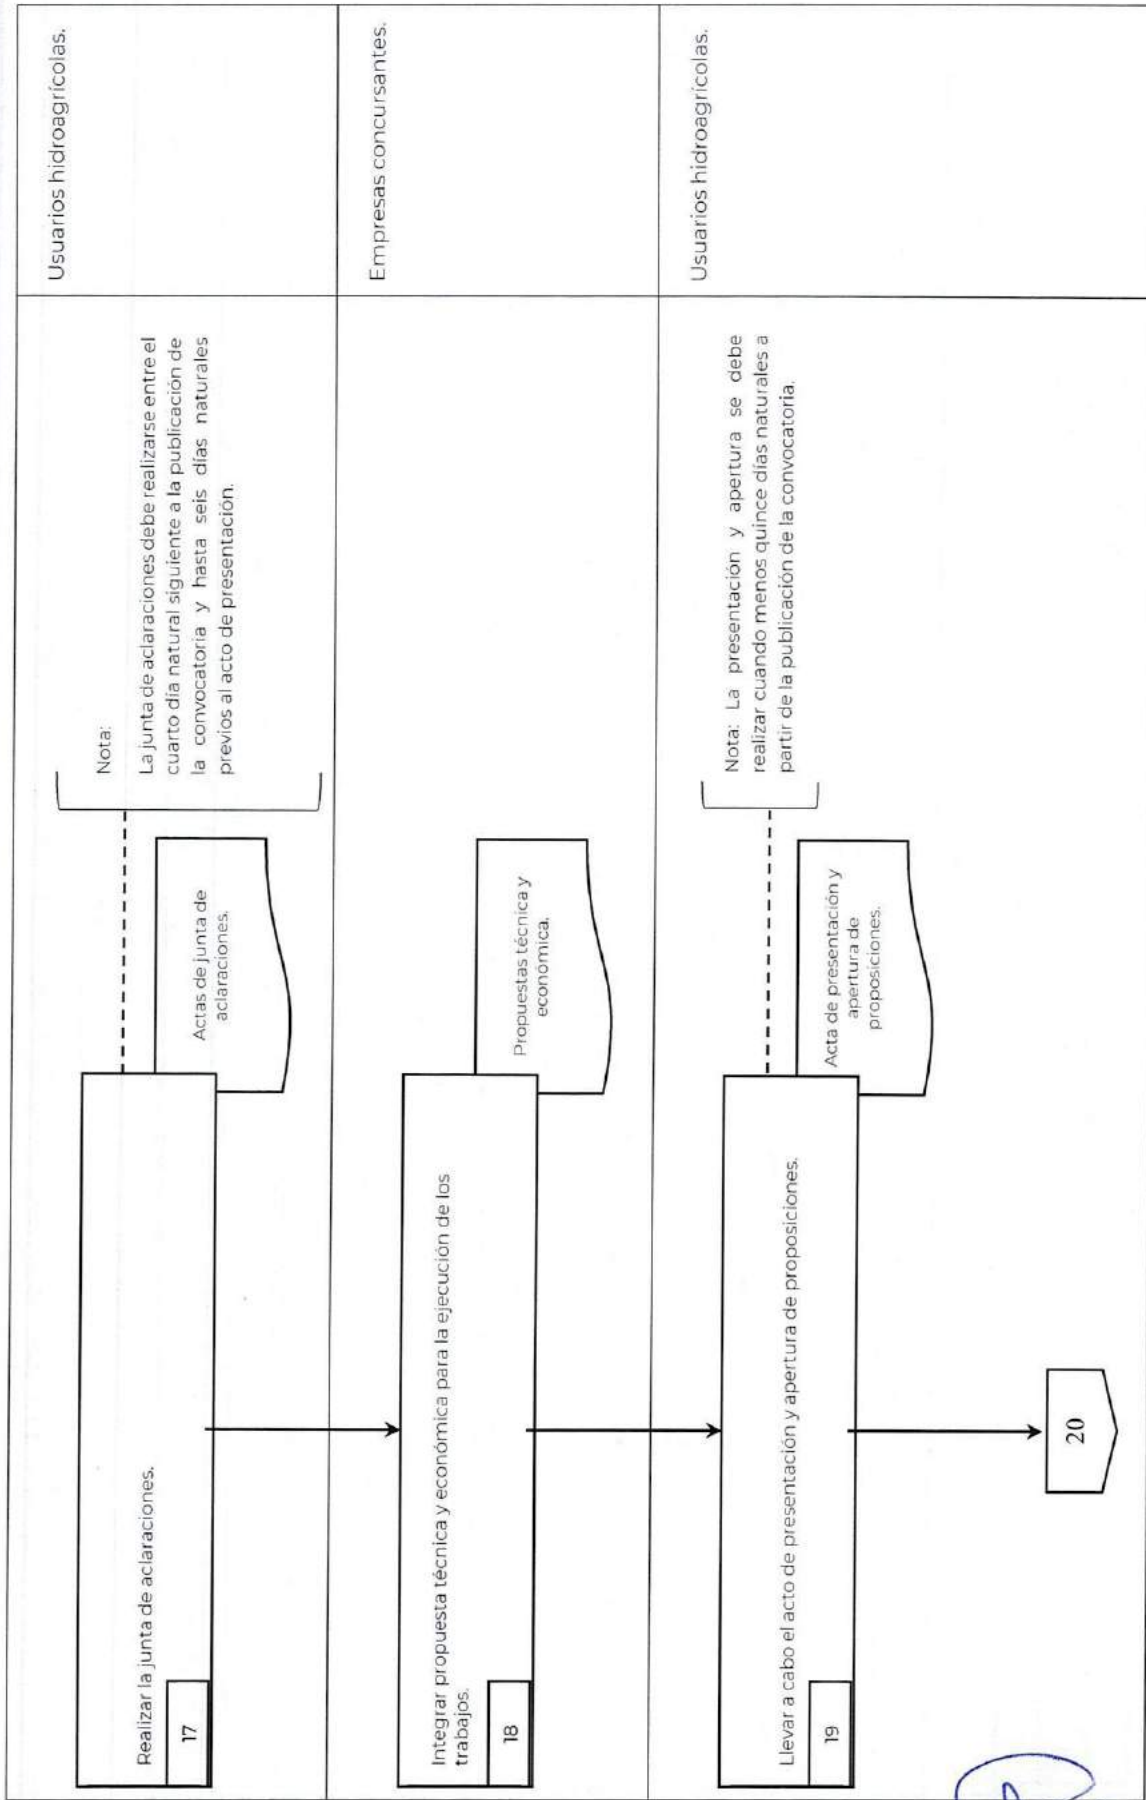 Realizar la junta de aclaraciones.
17
Actas de junta de
aclaraciones.
Nota:
La junta de aclaraciones debe realizarse entre el
cuarto día natural siguiente a la publicación de
la convocatoria y hasta seis días naturales
previos al acto de presentación.
Usuarios hidroagrícolas.
Integrar propuesta técnica y económica para la ejecución de los
trabajos.
18
Propuestas técnica y
económica.
Empresas concursantes.
Llevar a cabo el acto de presentación y apertura de proposiciones.
19
Acta de presentación y
apertura de
proposiciones.
Nota: La presentación y apertura se debe
realizar cuando menos quince días naturales a
partir de la publicación de la convocatoria.
Usuarios hidroagrícolas.
20